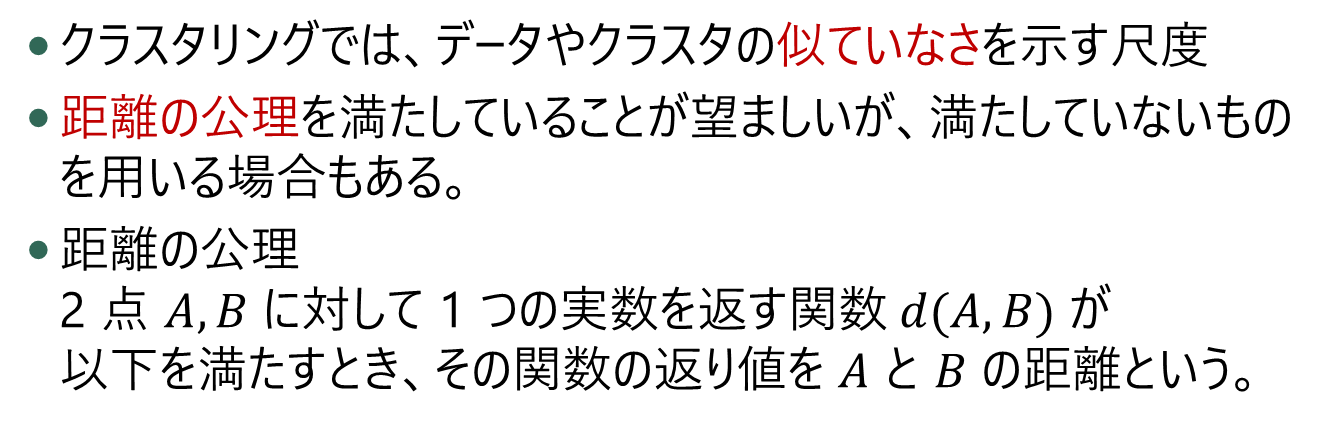 • クラスタリングでは、データやクラスタの似ていなさを示す尺度
• 距離の公理を満たしていることが望ましいが、満たしていないもの
を用いる場合もある。
• 距離の公理
2 点 A, B に対して 1 つの実数を返す関数 d(A, B) が
以下を満たすとき、その関数の返り値を A と B の距離という。